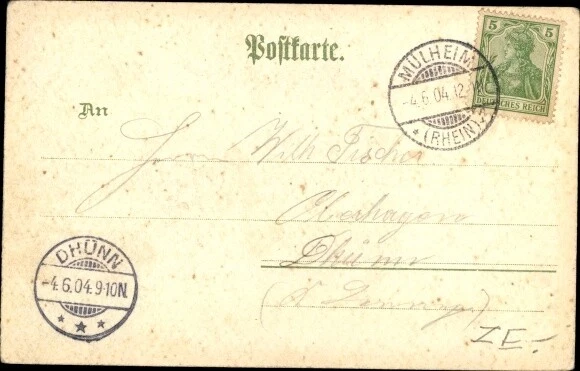 Postkarte.
5 5
DEUTSCHES REICH
MÜLHEIM
-4.6.04.12-
* (RHEIN)
An
Herrn Wilh Fischer
Oberhagen
Dhünn
DHÜNN
-4.6.04.9-10N.
* * *
ZE-